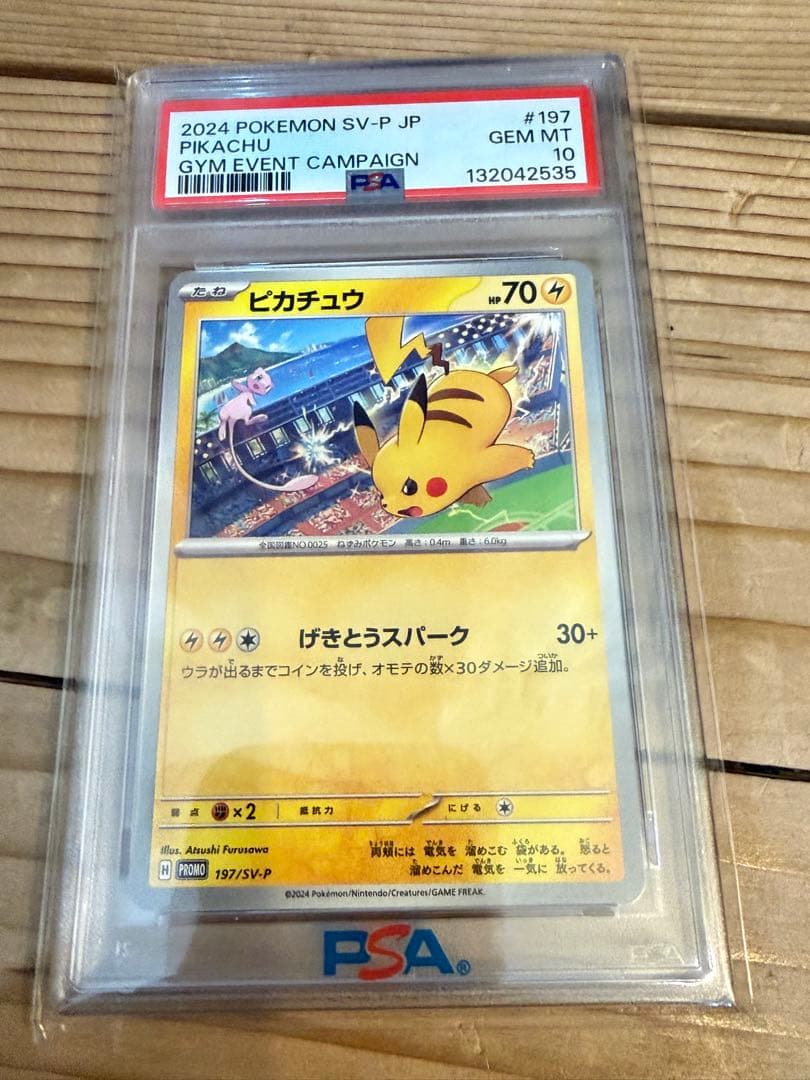 2024 POKEMON SV-P JP #197
PIKACHU GEM MT
GYM EVENT CAMPAIGN 10
PSA 132042535
たね ピカチュウ HP 70
全国図鑑NO.0025 ねずみポケモン 高さ:0.4m 重さ:6.0kg
げきとうスパーク 30+
ウラが出るまでコインを投げ、オモテの数×30ダメージ追加。
弱点 ×2 抵抗力 にげる
Illus. Atsushi Furusawa
両頬には 電気を 溜めこむ 袋がある。 怒ると
溜めこんだ 電気を 一気に 放ってくる。
H PROMO 197/SV-P
©2024 Pokémon/Nintendo/Creatures/GAME FREAK.
PSA®